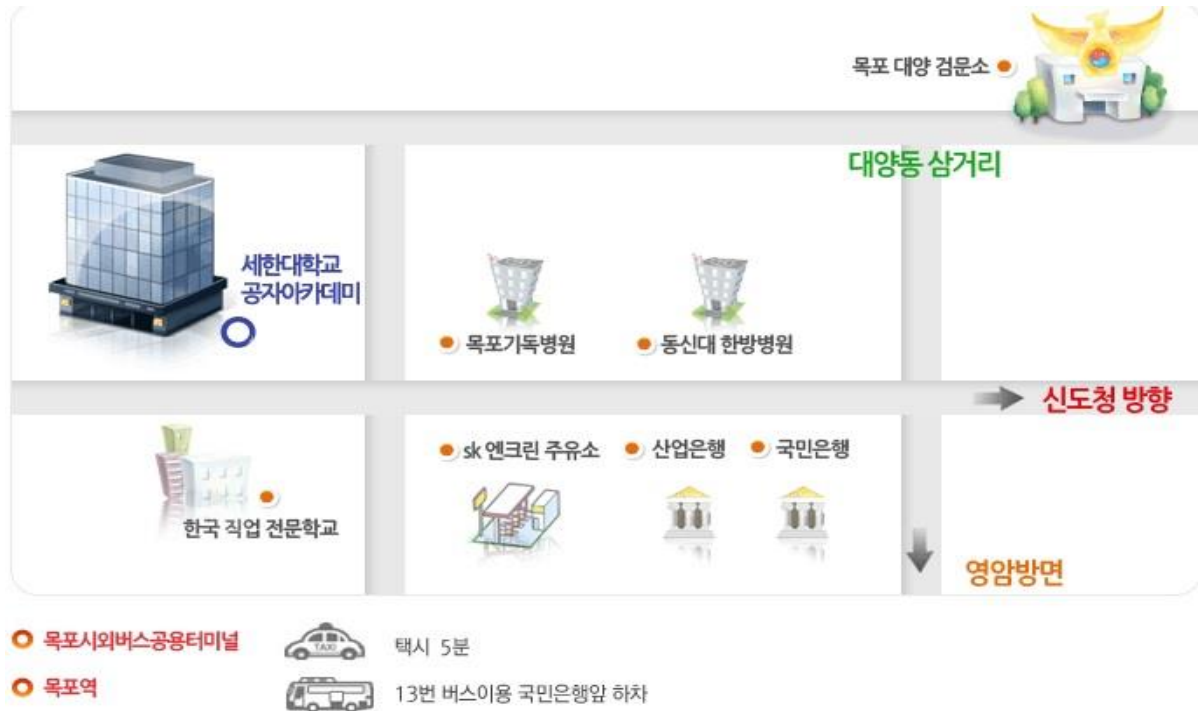 목포 대양 검문소
대양동 삼거리
세한대학교
공자아카데미
목포기독병원
동신대 한방병원
신도청 방향
sk 엔크린 주유소
산업은행
국민은행
한국 직업 전문학교
영암방면
목포시외버스공용터미널
TAXI
택시 5분
목포역
13번 버스이용 국민은행앞 하차